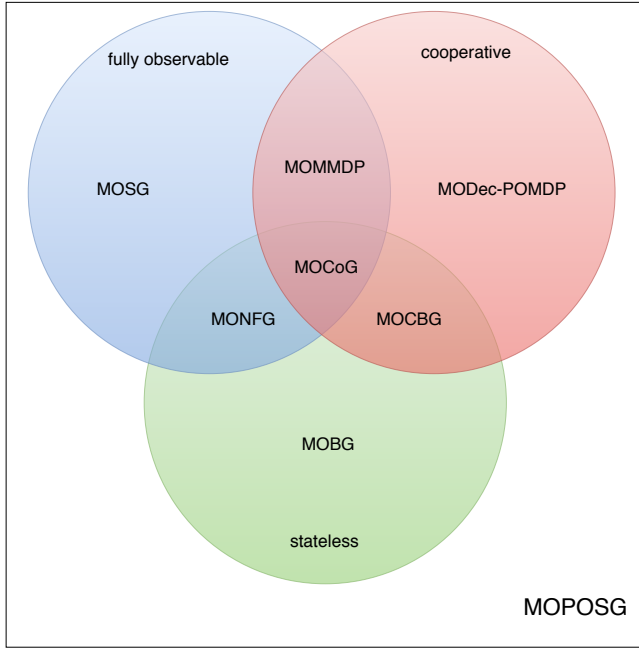 cooperative
fully observable
MOMMDP
MOSG
MODec-POMDP
MOCoG
MONFG
MOCBG
MOBG
stateless
MOPOSG